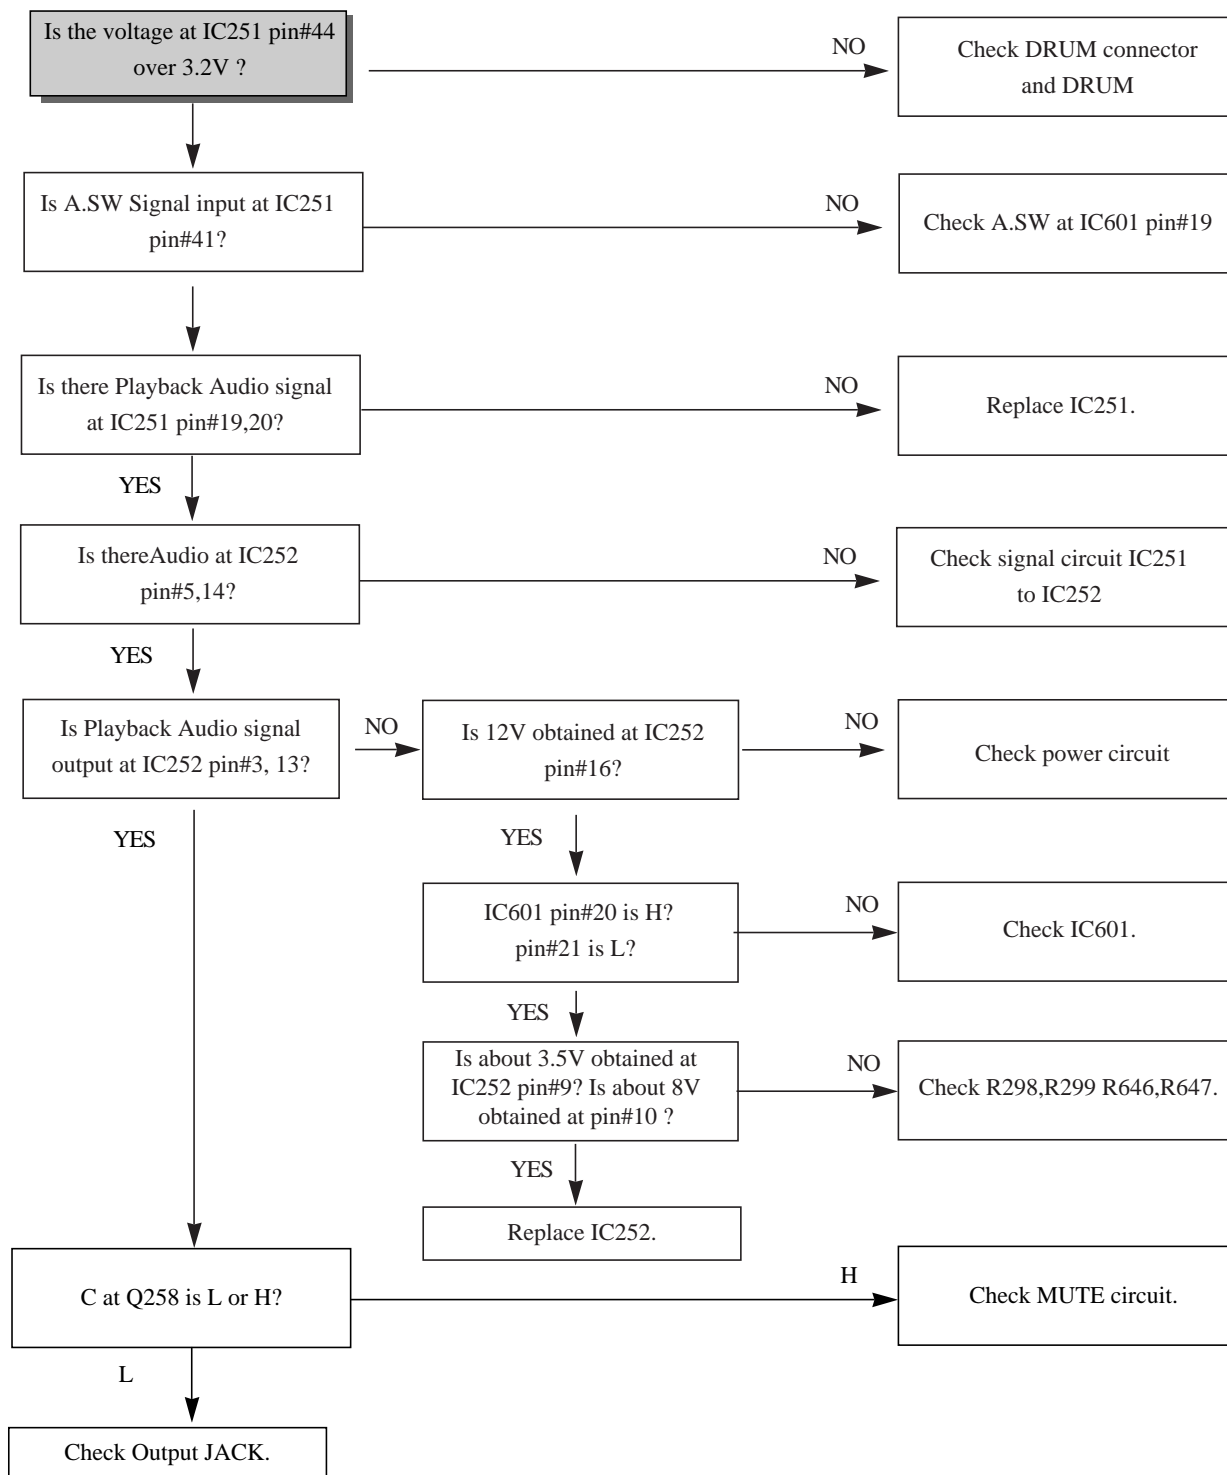 Is the voltage at IC251 pin#44
over 3.2V ?
NO
Check DRUM connector
and DRUM
Is A.SW Signal input at IC251
pin#41?
NO
Check A.SW at IC601 pin#19
Is there Playback Audio signal
at IC251 pin#19,20?
NO
Replace IC251.
YES
Is thereAudio at IC252
pin#5,14?
NO
Check signal circuit IC251
to IC252
YES
Is Playback Audio signal
output at IC252 pin#3, 13?
NO
Is 12V obtained at IC252
pin#16?
NO
Check power circuit
YES
YES
IC601 pin#20 is H?
pin#21 is L?
NO
Check IC601.
YES
Is about 3.5V obtained at
IC252 pin#9? Is about 8V
obtained at pin#10 ?
NO
Check R298,R299 R646,R647.
YES
Replace IC252.
C at Q258 is L or H?
H
Check MUTE circuit.
L
Check Output JACK.